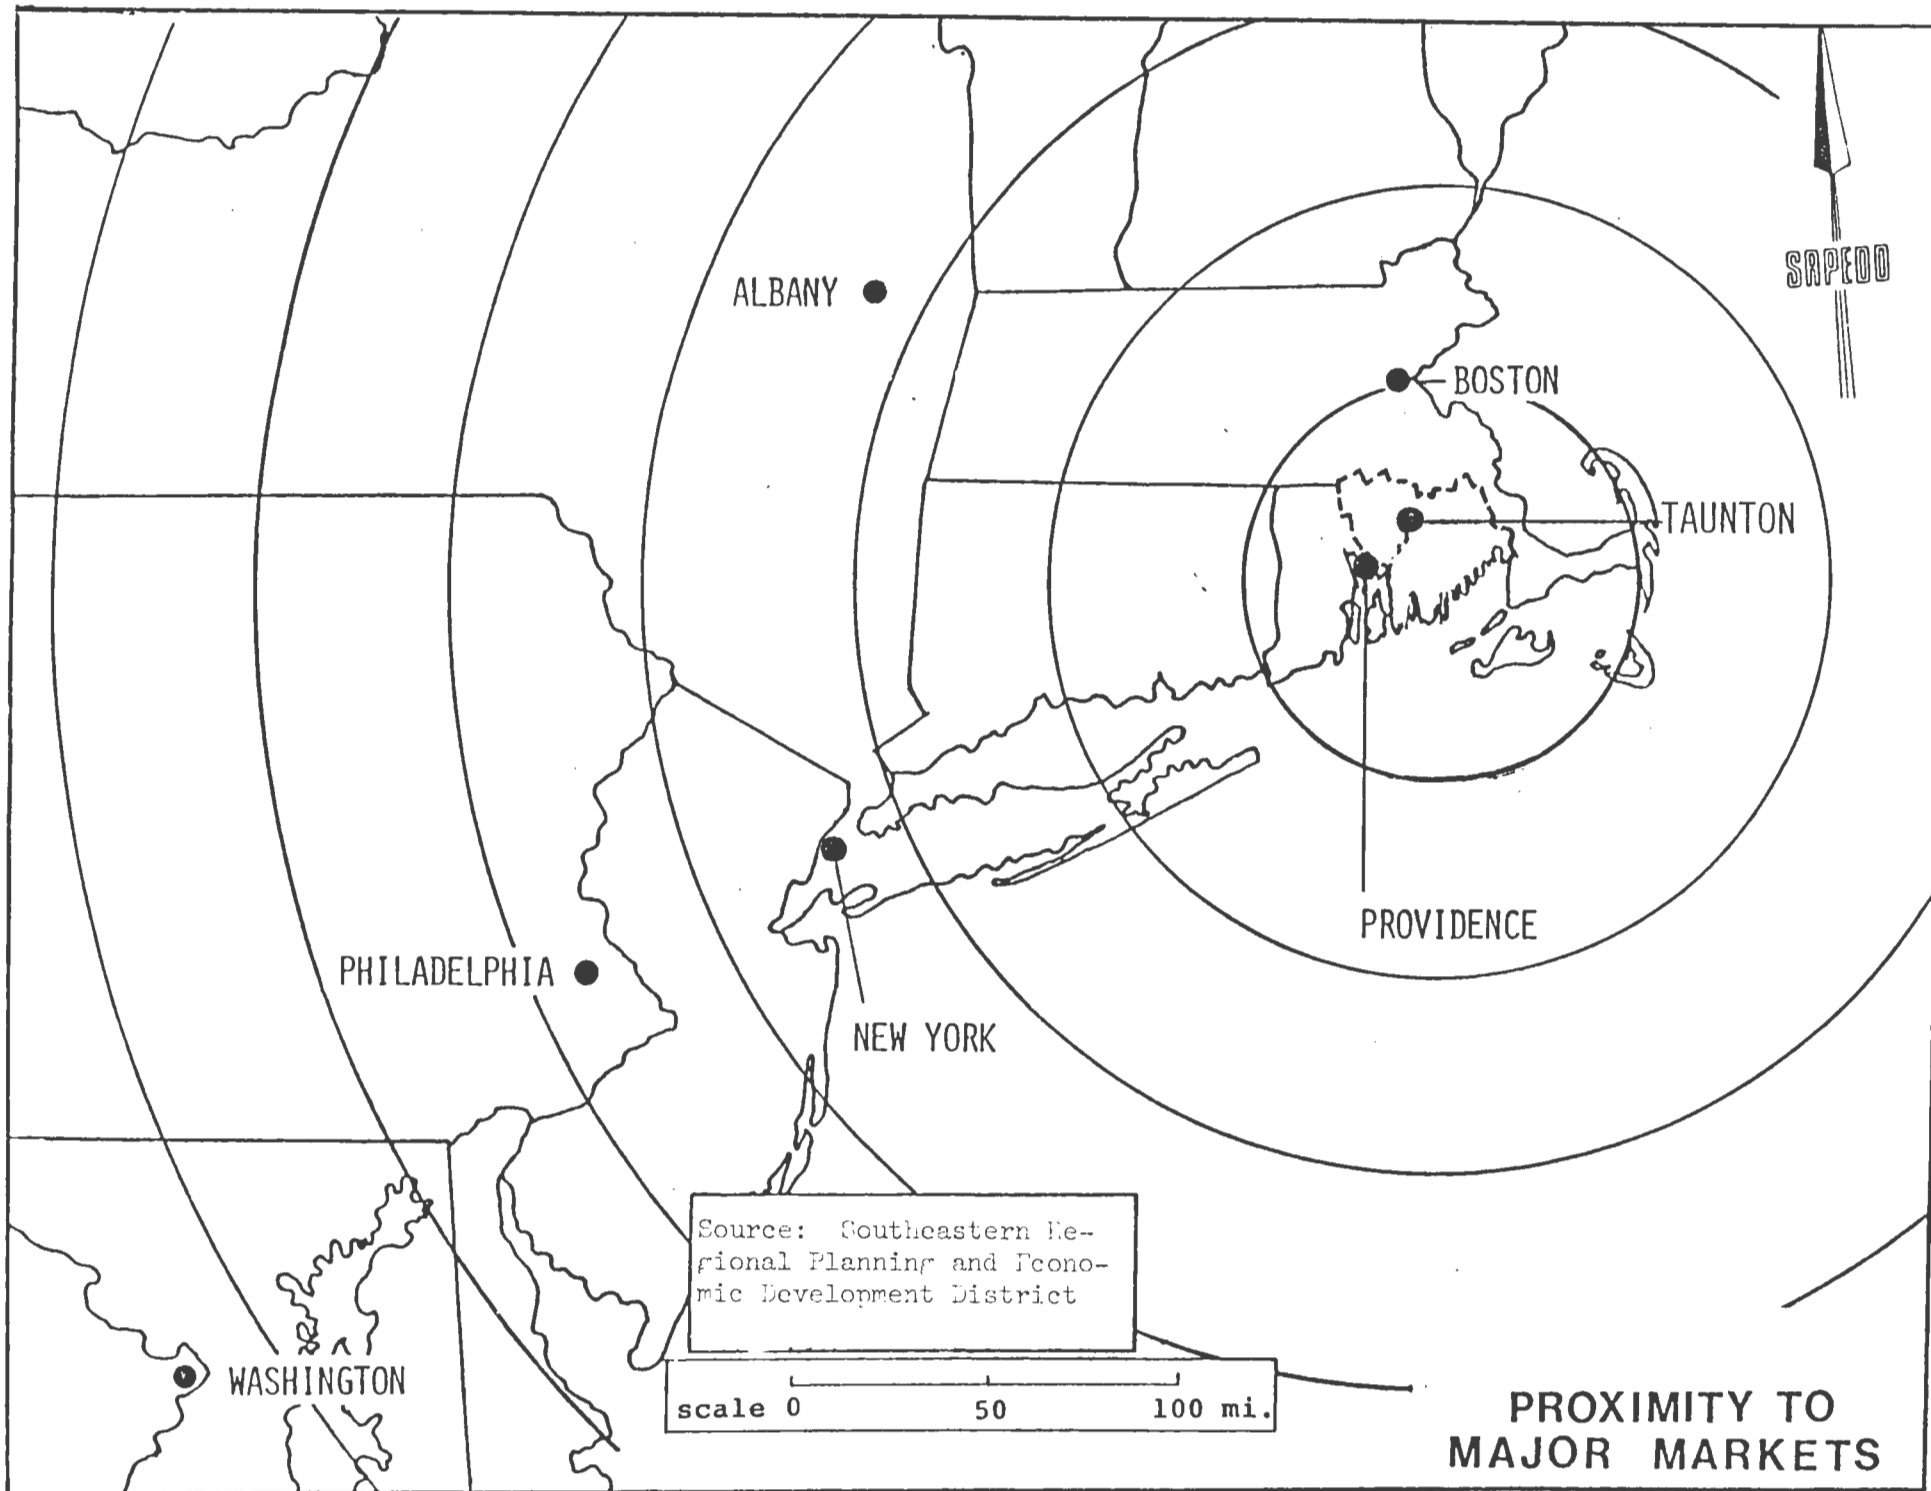 SRPEDD
ALBANY
BOSTON
TAUNTON
PROVIDENCE
PHILADELPHIA
NEW YORK
WASHINGTON
Source: Southeastern Re-
gional Planning and Econo-
mic Development District
scale 0 50 100 mi.
PROXIMITY TO
MAJOR MARKETS